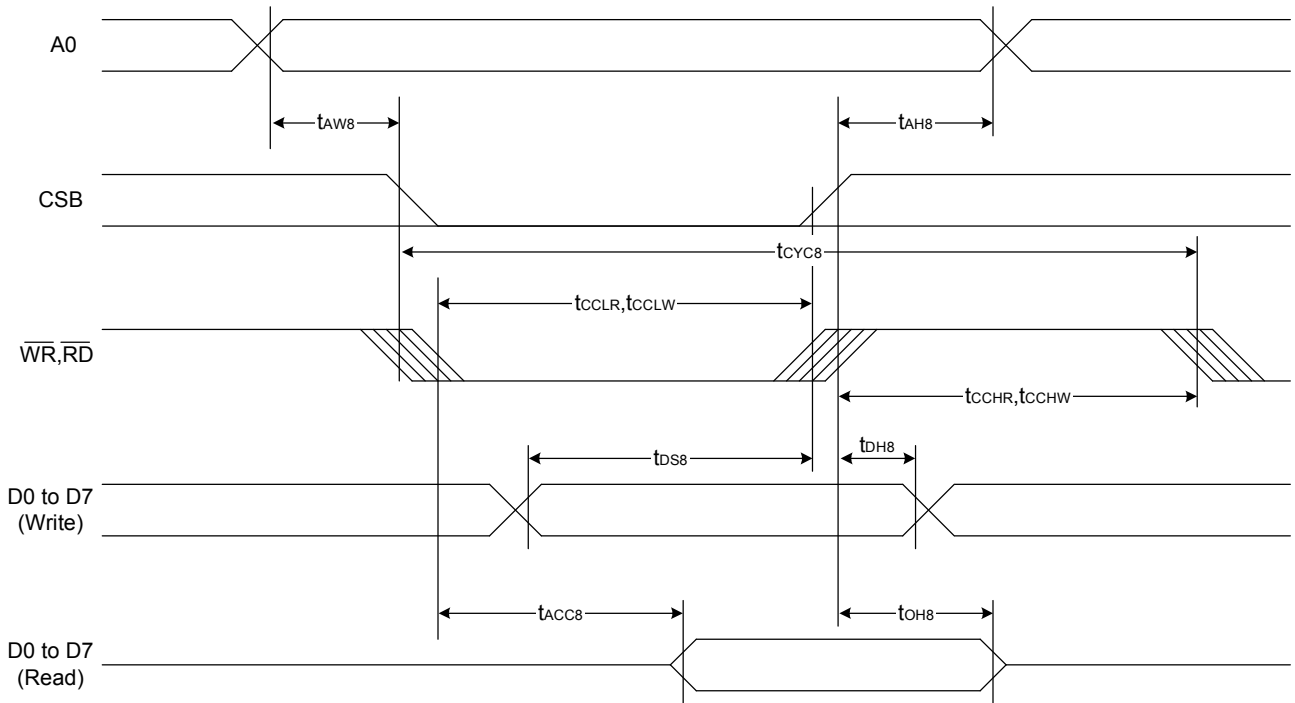 A0
tAW8
tAH8
CSB
tCYC8
tCCLR,tCCLW
WR,RD
tCCHR,tCCHW
tDS8
tDH8
D0 to D7
(Write)
tACC8
tOH8
D0 to D7
(Read)